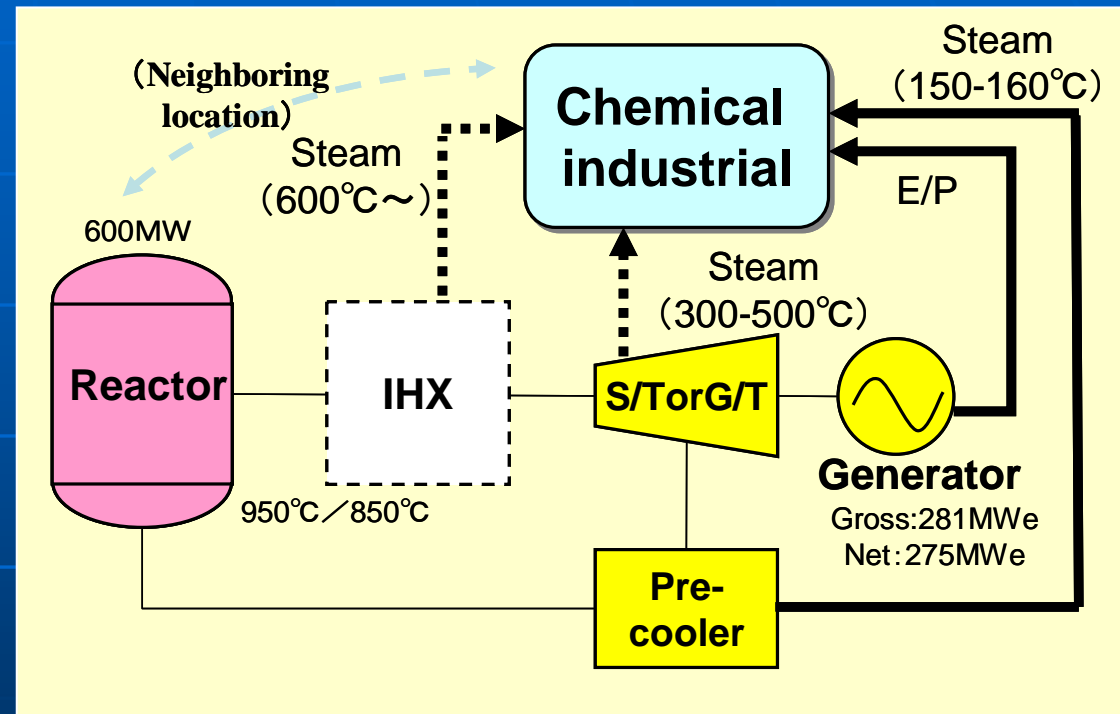 （Neighboring
location）
Steam
（600℃～）
Chemical
industrial
Steam
（150-160℃）
E/P
600MW
Reactor
950℃／850℃
IHX
Steam
（300-500℃）
S/TorG/T
Generator
Gross:281MWe
Net：275MWe
Pre-
cooler